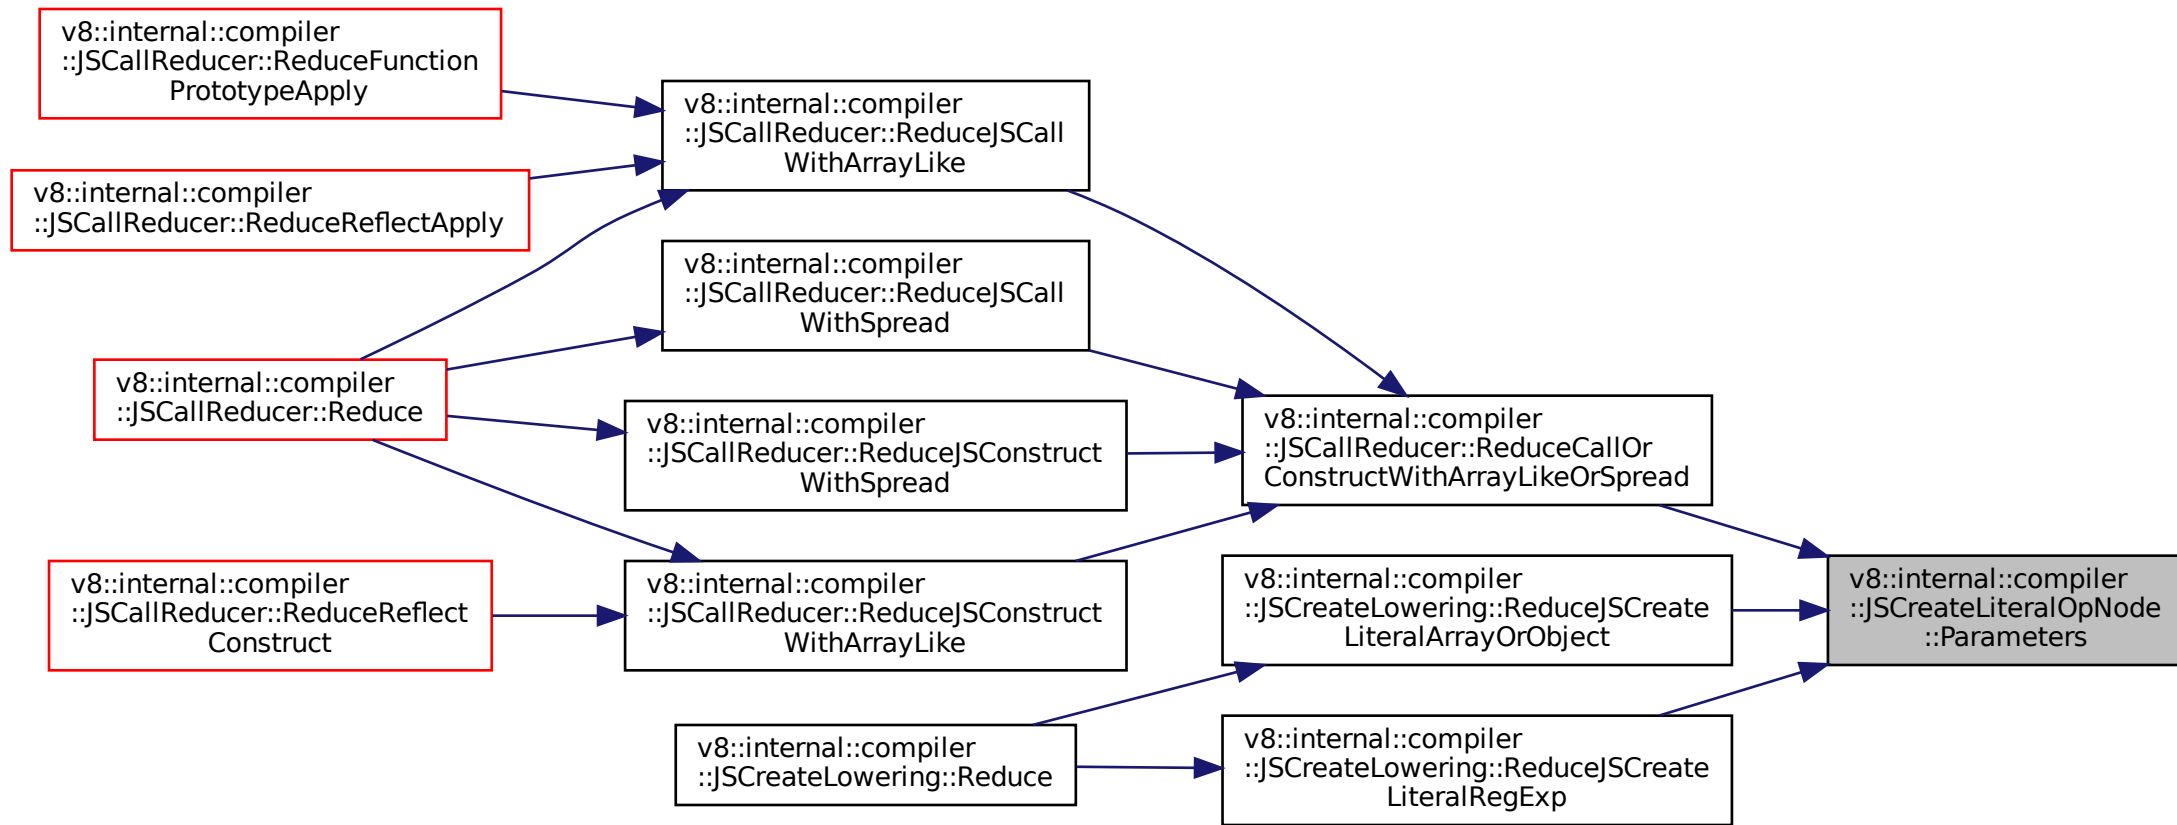 v8::internal::compiler
::JSCallReducer::ReduceFunction
PrototypeApply
v8::internal::compiler
::JSCallReducer::ReduceReflectApply
v8::internal::compiler
::JSCallReducer::Reduce
v8::internal::compiler
::JSCallReducer::ReduceReflect
Construct
v8::internal::compiler
::JSCallReducer::ReduceJSCall
WithArrayLike
v8::internal::compiler
::JSCallReducer::ReduceJSCall
WithSpread
v8::internal::compiler
::JSCallReducer::ReduceJSConstruct
WithSpread
v8::internal::compiler
::JSCallReducer::ReduceJSConstruct
WithArrayLike
v8::internal::compiler
::JSCreateLowering::Reduce
v8::internal::compiler
::JSCallReducer::ReduceCallOr
ConstructWithArrayLikeOrSpread
v8::internal::compiler
::JSCreateLowering::ReduceJSCreate
LiteralArrayOrObject
v8::internal::compiler
::JSCreateLowering::ReduceJSCreate
LiteralRegExp
v8::internal::compiler
::JSCreateLiteralOpNode
::Parameters